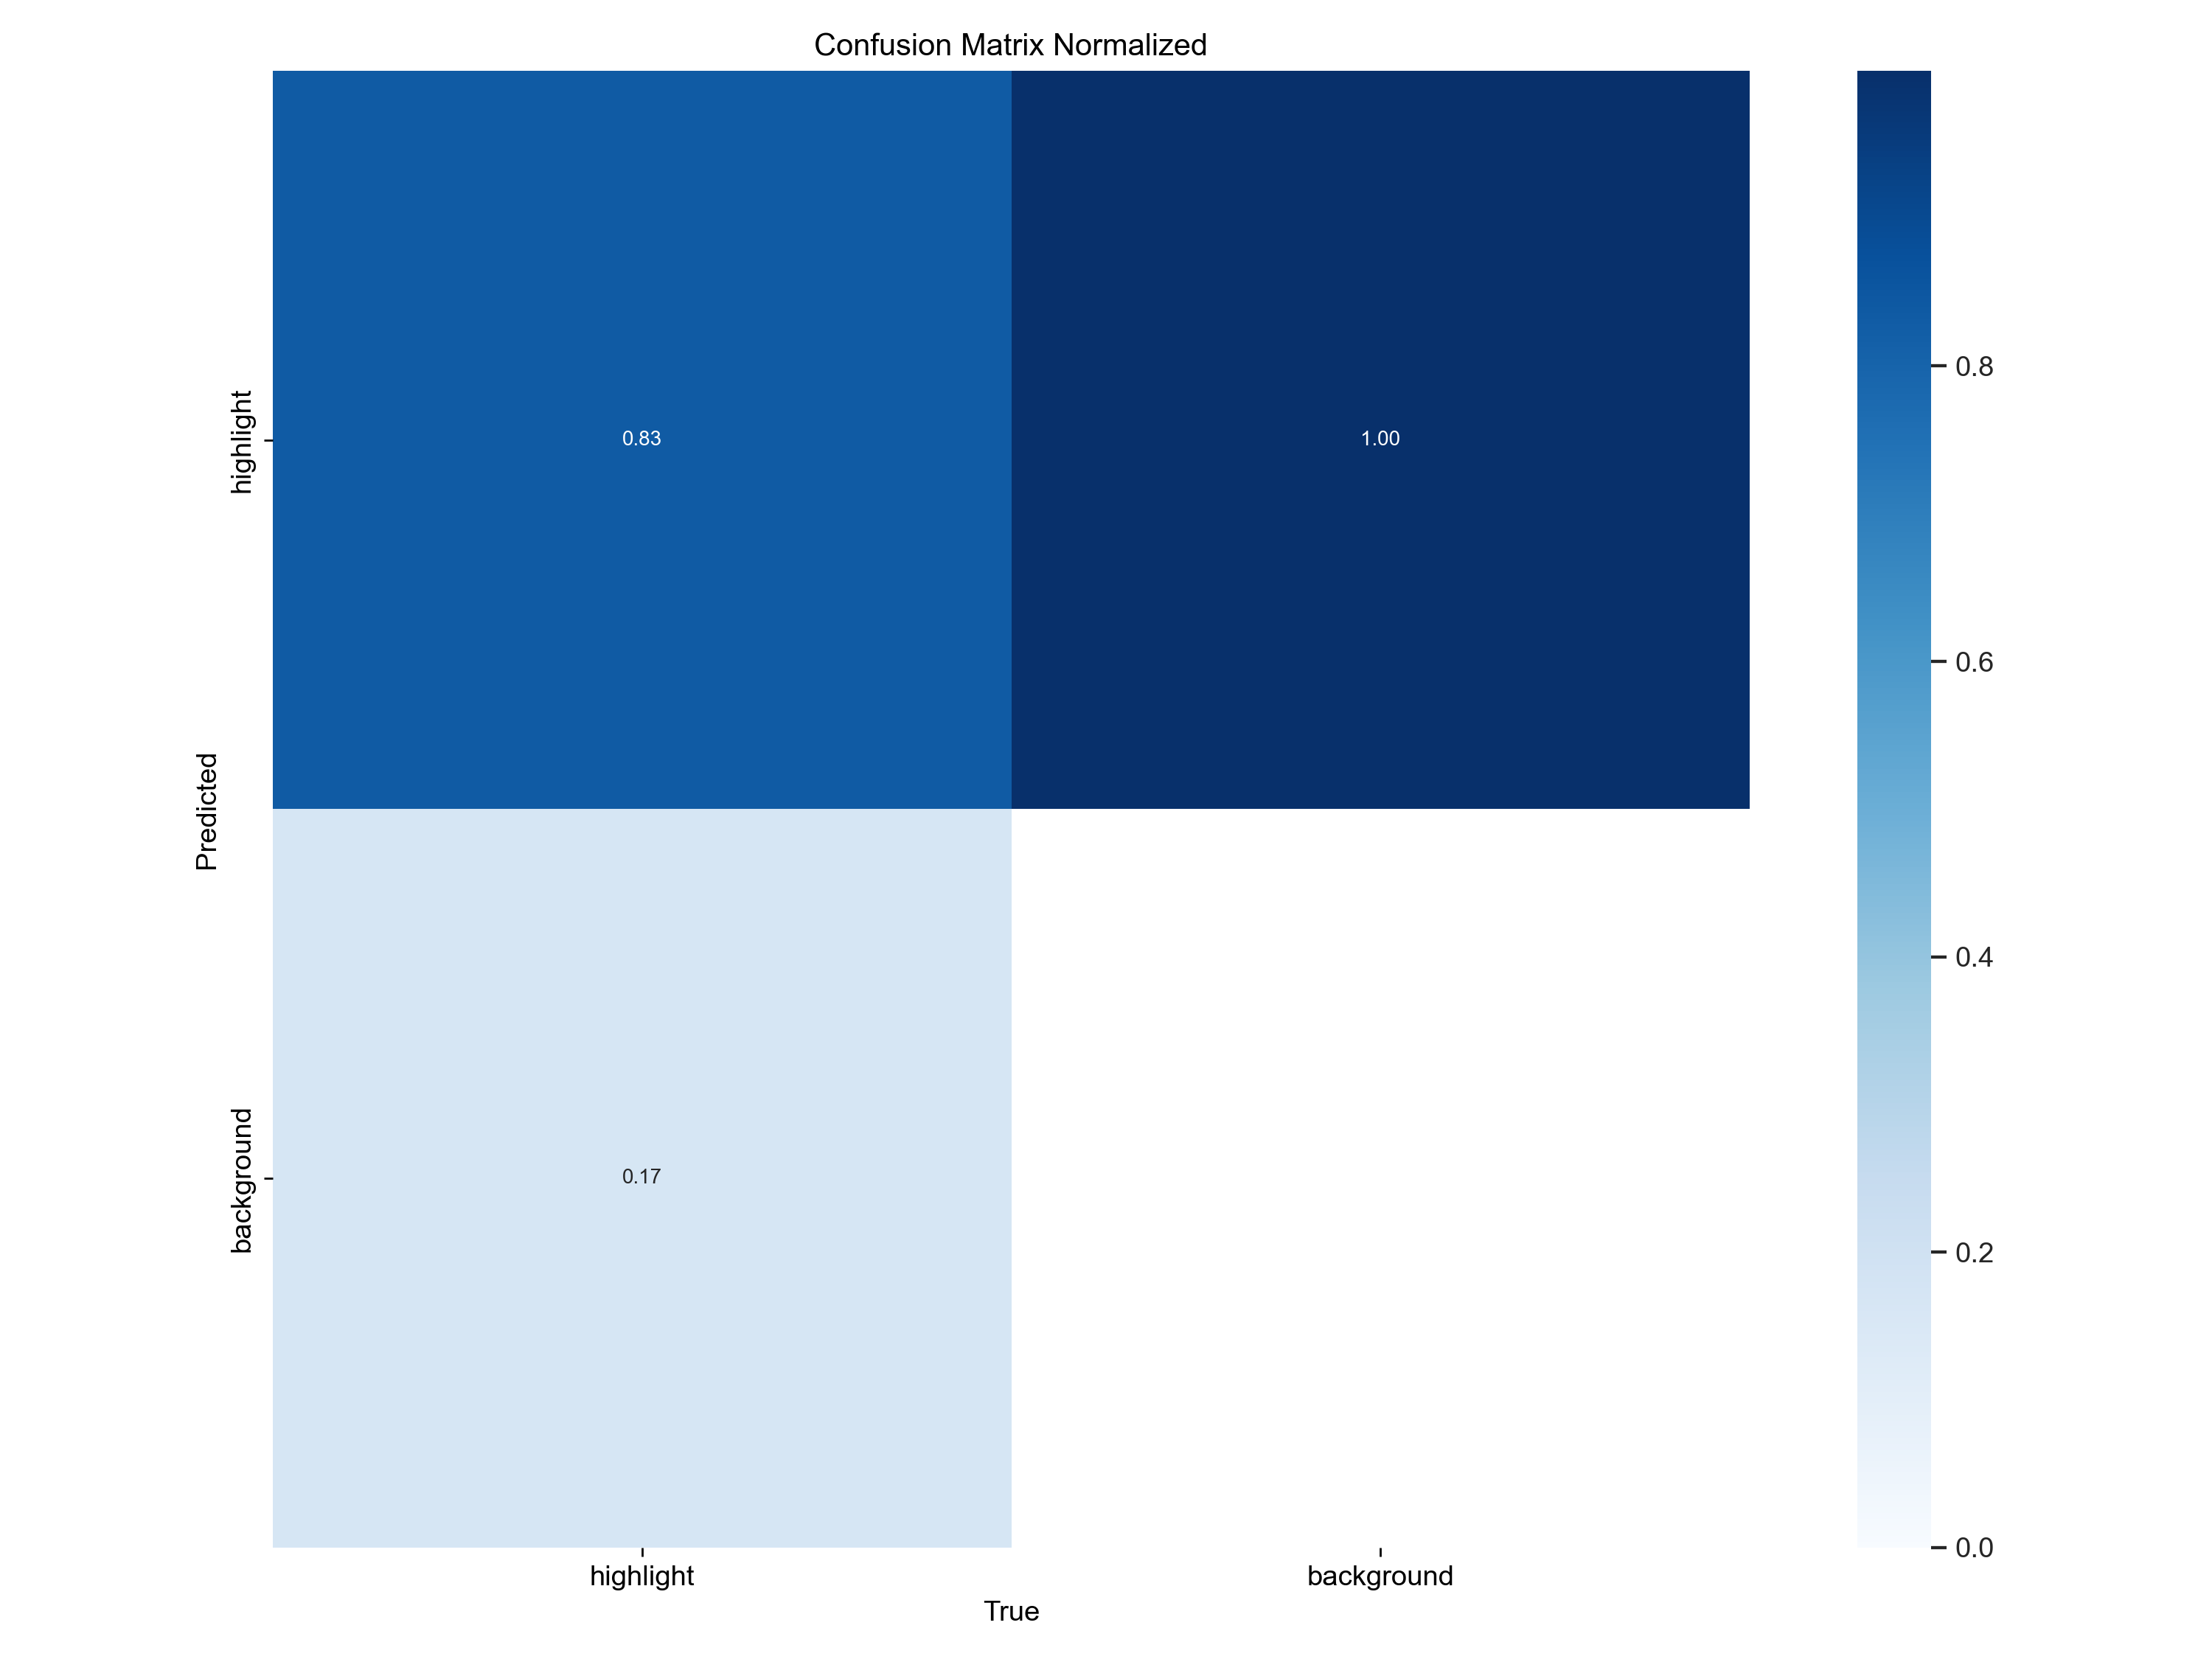 Confusion Matrix Normalized
highlight
0.83
1.00
0.8
0.6
Predicted
0.4
background
0.17
0.2
0.0
highlight
background
True